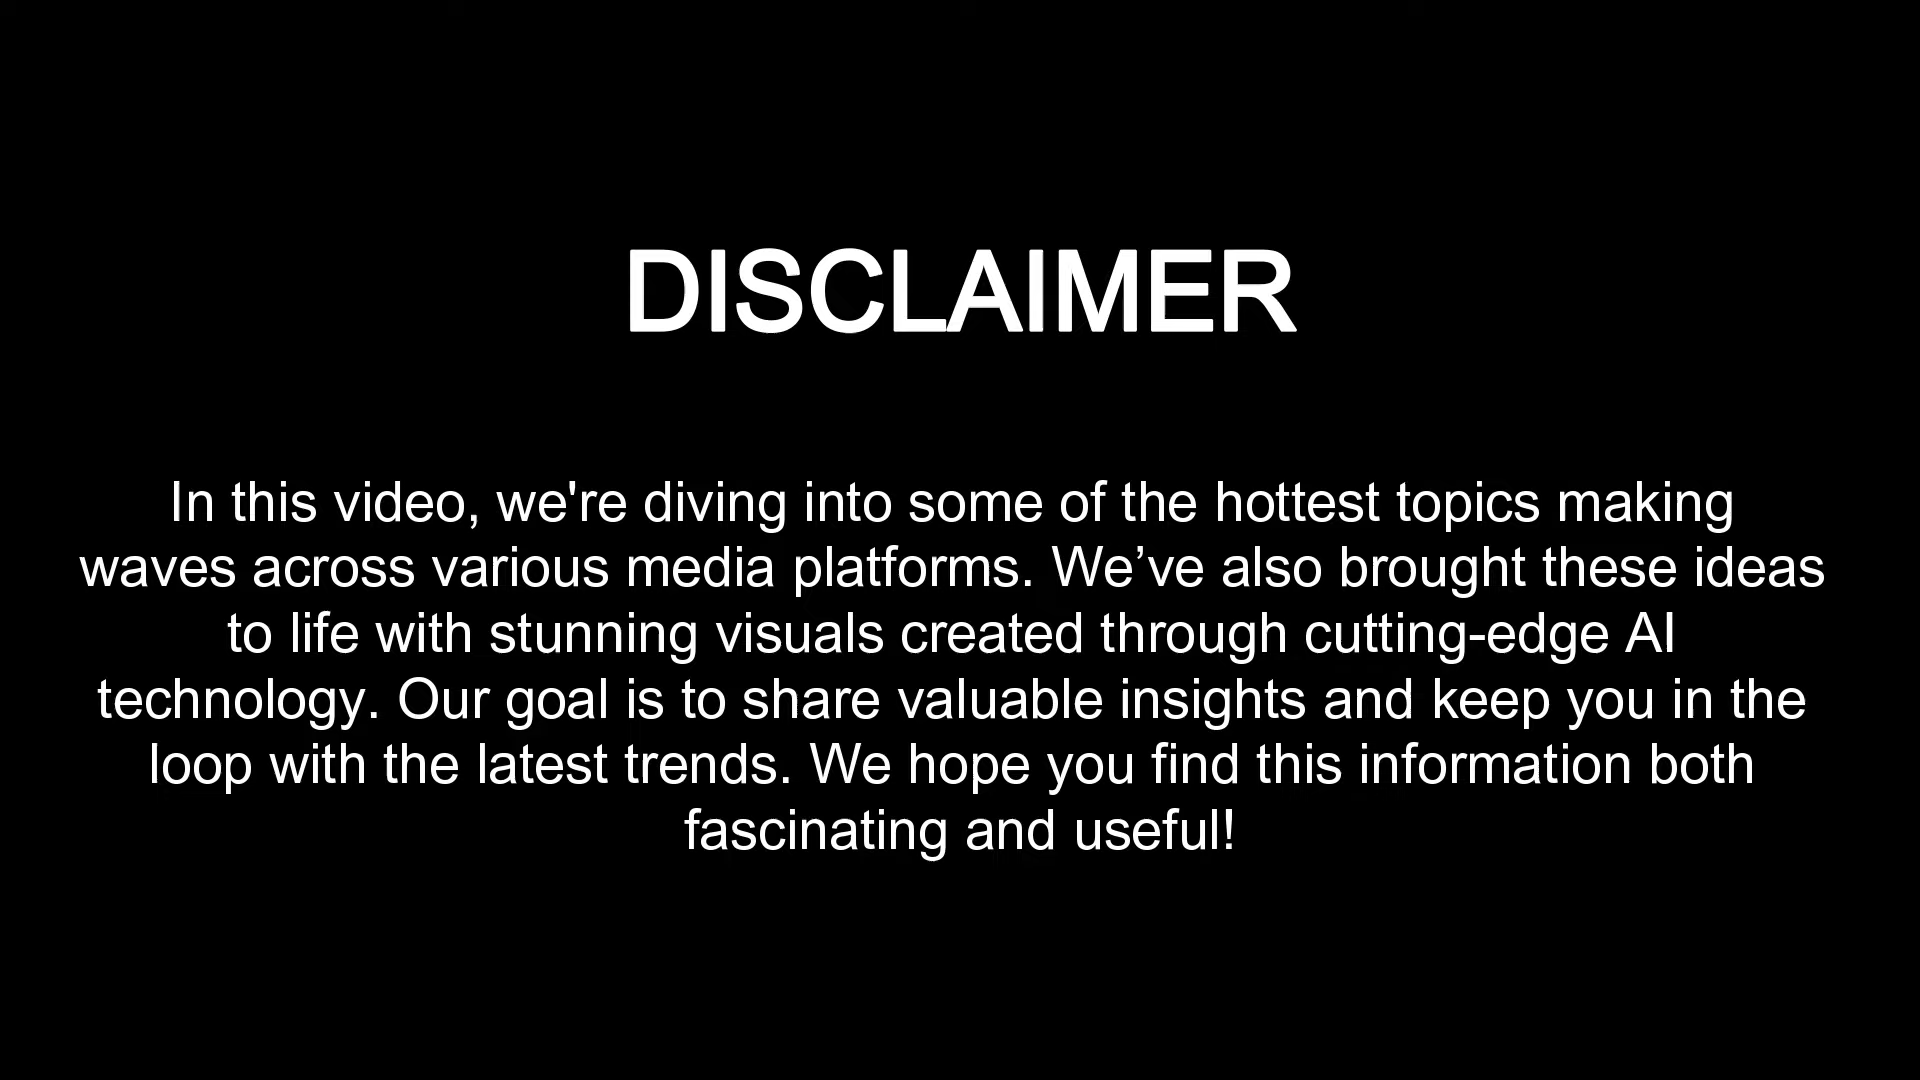 DISCLAIMER
In this video, we're diving into some of the hottest topics making
waves across various media platforms. We’ve also brought these ideas
to life with stunning visuals created through cutting-edge AI
technology. Our goal is to share valuable insights and keep you in the
loop with the latest trends. We hope you find this information both
fascinating and useful!